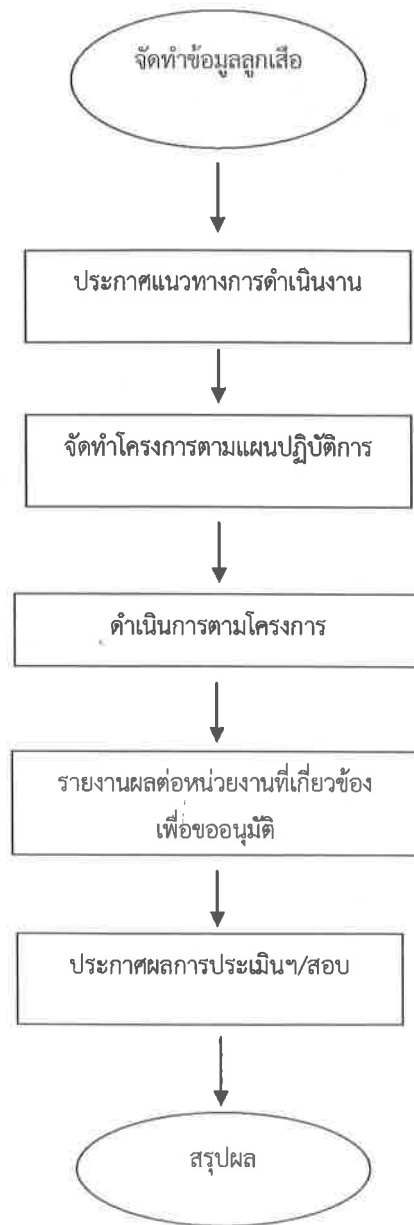 จัดทำข้อมูลลูกเสือ
ประกาศแนวทางการดำเนินงาน
จัดทำโครงการตามแผนปฏิบัติการ
ดำเนินการตามโครงการ
รายงานผลต่อหน่วยงานที่เกี่ยวข้อง
เพื่อขออนุมัติ
ประกาศผลการประเมินฯ/สอบ
สรุปผล